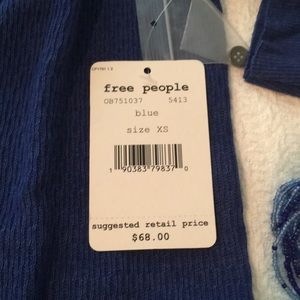 free people
OB751037 5413
blue
size XS
1 90383 79837 0
suggested retail price
$68.00